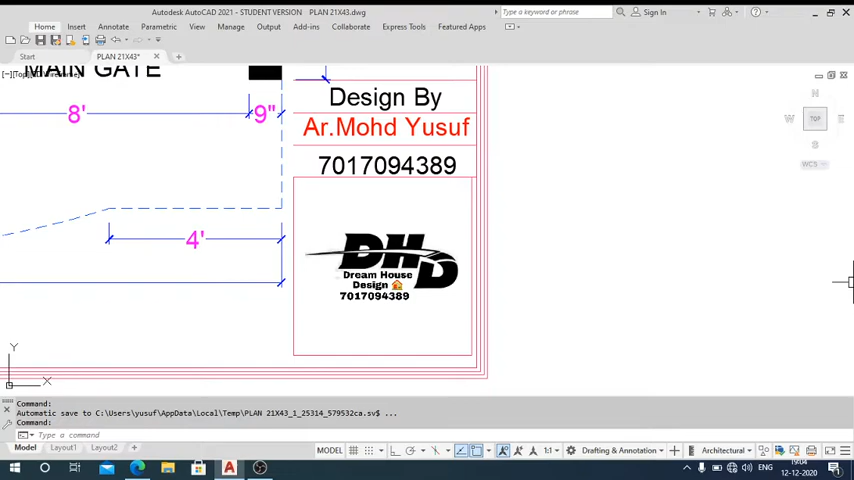 Autodesk AutoCAD 2021 - STUDENT VERSION PLAN 21X43.dwg
Type a keyword or phrase
Sign In
Home Insert Annotate Parametric View Manage Output Add-ins Collaborate Express Tools Featured Apps
Start
PLAN 21X43*
MAIN GATE
TOP
N
W
E
S
WCS
8'
9"
4'
Design By
Ar.Mohd Yusuf
7017094389
DHD
Dream House
Design 🏠
7017094389
Y
X
Command:
Automatic save to C:\Users\yusuf\AppData\Local\Temp\PLAN 21X43_1_25314_579532ca.sv$ ...
Command:
Type a command
Model Layout1 Layout2 +
MODEL
1:1
Drafting & Annotation
Architectural
ENG
19:04
12-12-2020